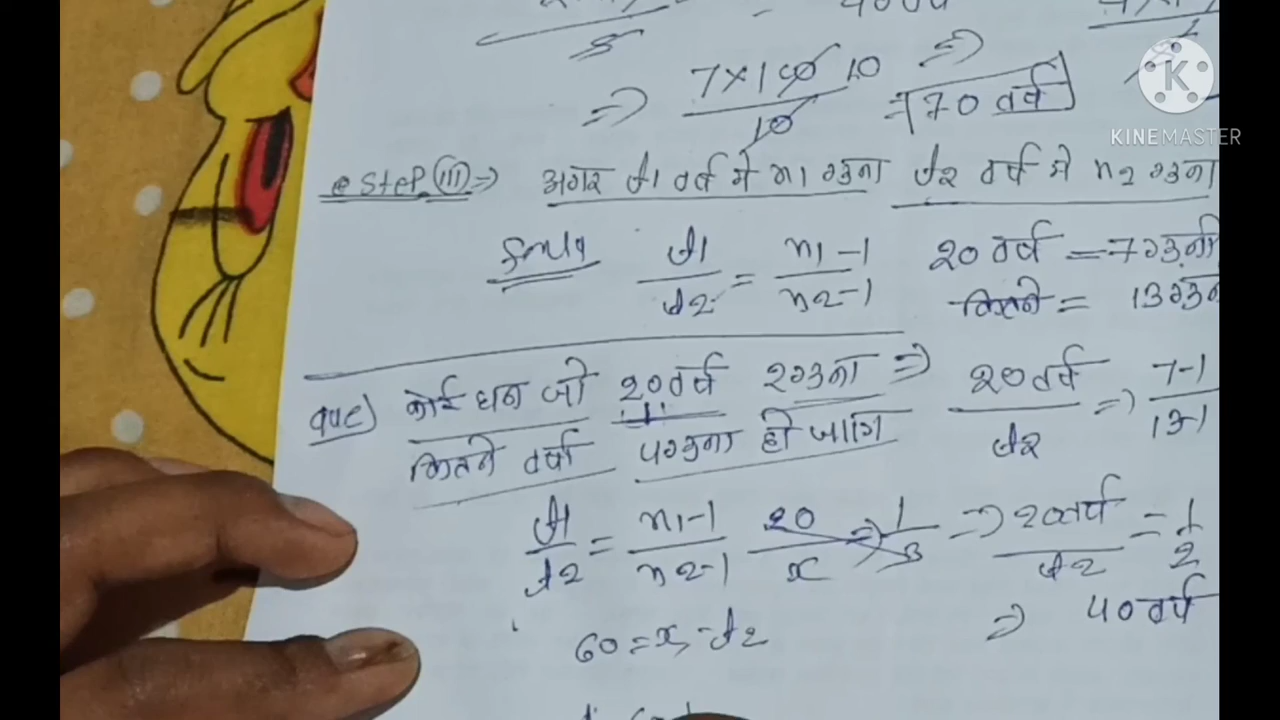 => 7×100 10 => 
10 = 70 वर्ष
KINEMASTER
Step (III) => अगर t1 वर्ष मे n1 गुना t2 वर्ष मे n2 गुना
t1 n1-1 20 वर्ष = 7 गुनी
t2 = n2-1 कितने = 13 गुन
que) कोई धन जो 20 वर्ष 2 गुना => 20 वर्ष => 7-1
कितने वर्षो 4 गुना हो जागि t2 13-1
t1 n1-1 20 => 1 => 20 वर्ष = 1
t2 = n2-1 x 3 t2 2
60 = x, = t2 => 40 वर्ष